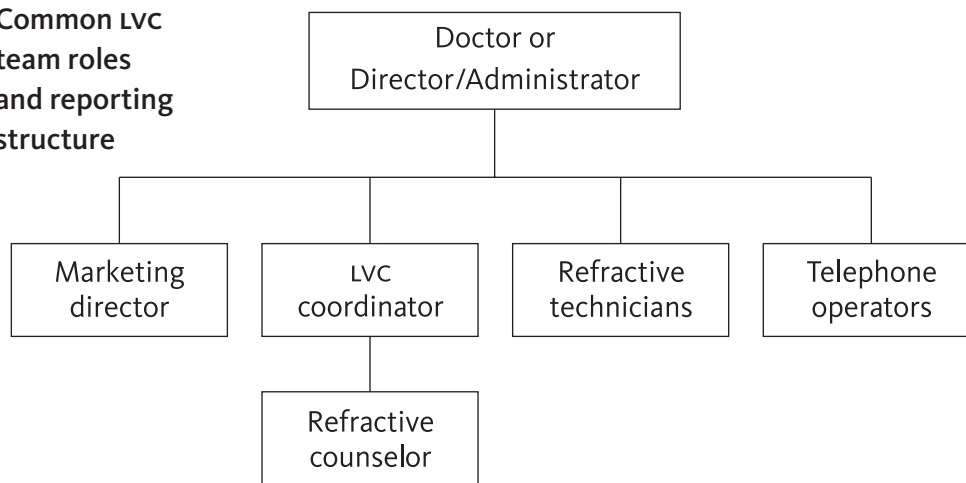 Common LVC
team roles
and reporting
structure
Doctor or
Director/Administrator
Marketing
director
LVC
coordinator
Refractive
technicians
Telephone
operators
Refractive
counselor